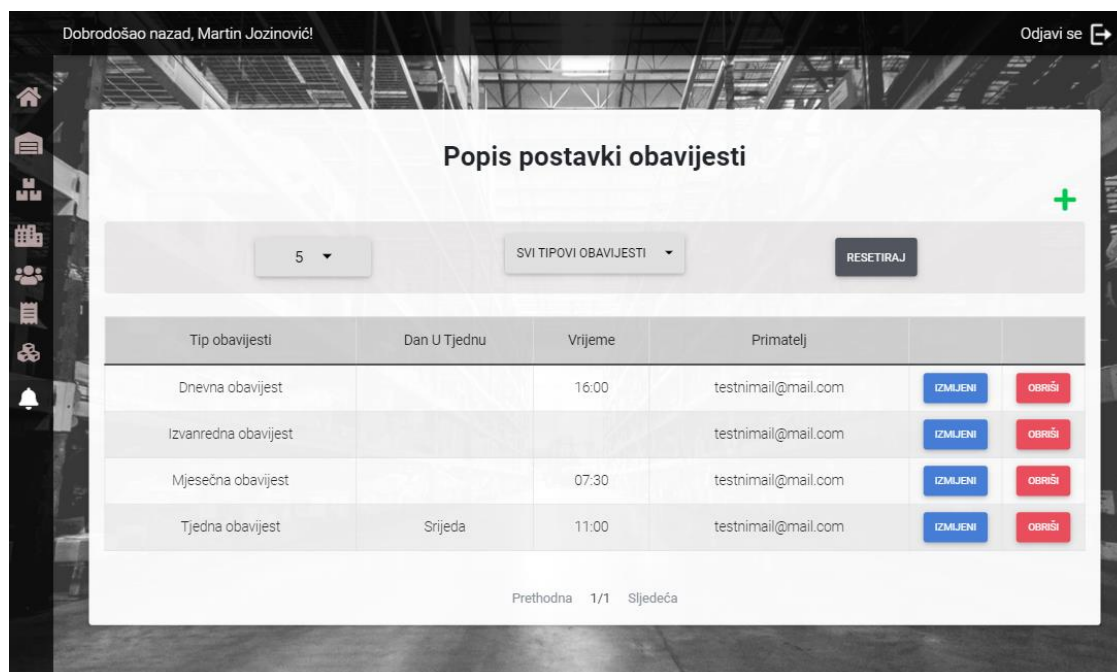 Dobrodošao nazad, Martin Jozinović!
Odjavi se
Popis postavki obavijesti
5
SVI TIPOVI OBAVIJESTI
RESETIRAJ
Tip obavijesti Dan U Tjednu Vrijeme Primatelj
Dnevna obavijest 16:00 testnimail@mail.com IZMIJENI OBRIŠI
Izvanredna obavijest testnimail@mail.com IZMIJENI OBRIŠI
Mjesečna obavijest 07:30 testnimail@mail.com IZMIJENI OBRIŠI
Tjedna obavijest Srijeda 11:00 testnimail@mail.com IZMIJENI OBRIŠI
Prethodna 1/1 Sljedeća